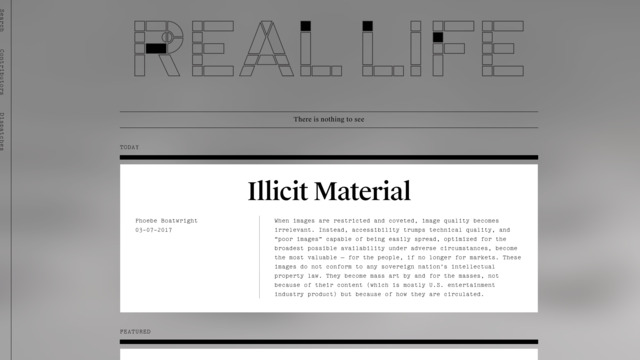 REAL LIFE
Search
Contributors
Dispatches
There is nothing to see
TODAY
Illicit Material
Phoebe Boatwright
03-07-2017
When images are restricted and coveted, image quality becomes
irrelevant. Instead, accessibility trumps technical quality, and
"poor images" capable of being easily spread, optimized for the
broadest possible availability under adverse circumstances, become
the most valuable — for the people, if no longer for markets. These
images do not conform to any sovereign nation's intellectual
property law. They become mass art by and for the masses, not
because of their content (which is mostly U.S. entertainment
industry product) but because of how they are circulated.
FEATURED